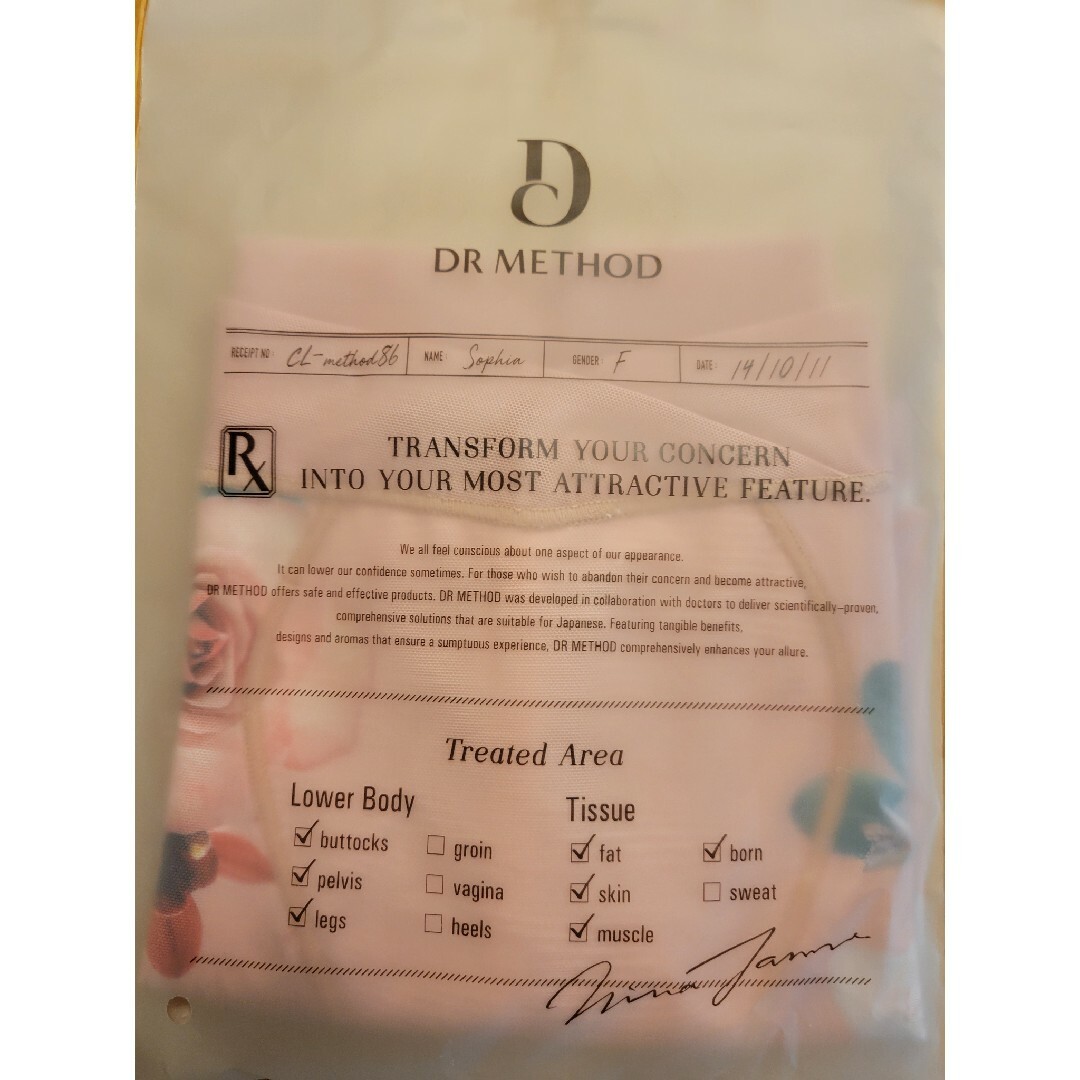 DR METHOD
RECEIPT NO: CL-method86 NAME: Sophia GENDER F DATE: 14/10/11
Rx TRANSFORM YOUR CONCERN
INTO YOUR MOST ATTRACTIVE FEATURE.
We all feel conscious about one aspect of our appearance.
It can lower our confidence sometimes. For those who wish to abandon their concern and become attractive,
DR METHOD offers safe and effective products. DR METHOD was developed in collaboration with doctors to deliver scientifically-proven,
comprehensive solutions that are suitable for Japanese. Featuring tangible benefits,
designs and aromas that ensure a sumptuous experience, DR METHOD comprehensively enhances your allure.
Treated Area
Lower Body
buttocks groin
pelvis vagina
legs heels
Tissue
fat born
skin sweat
muscle